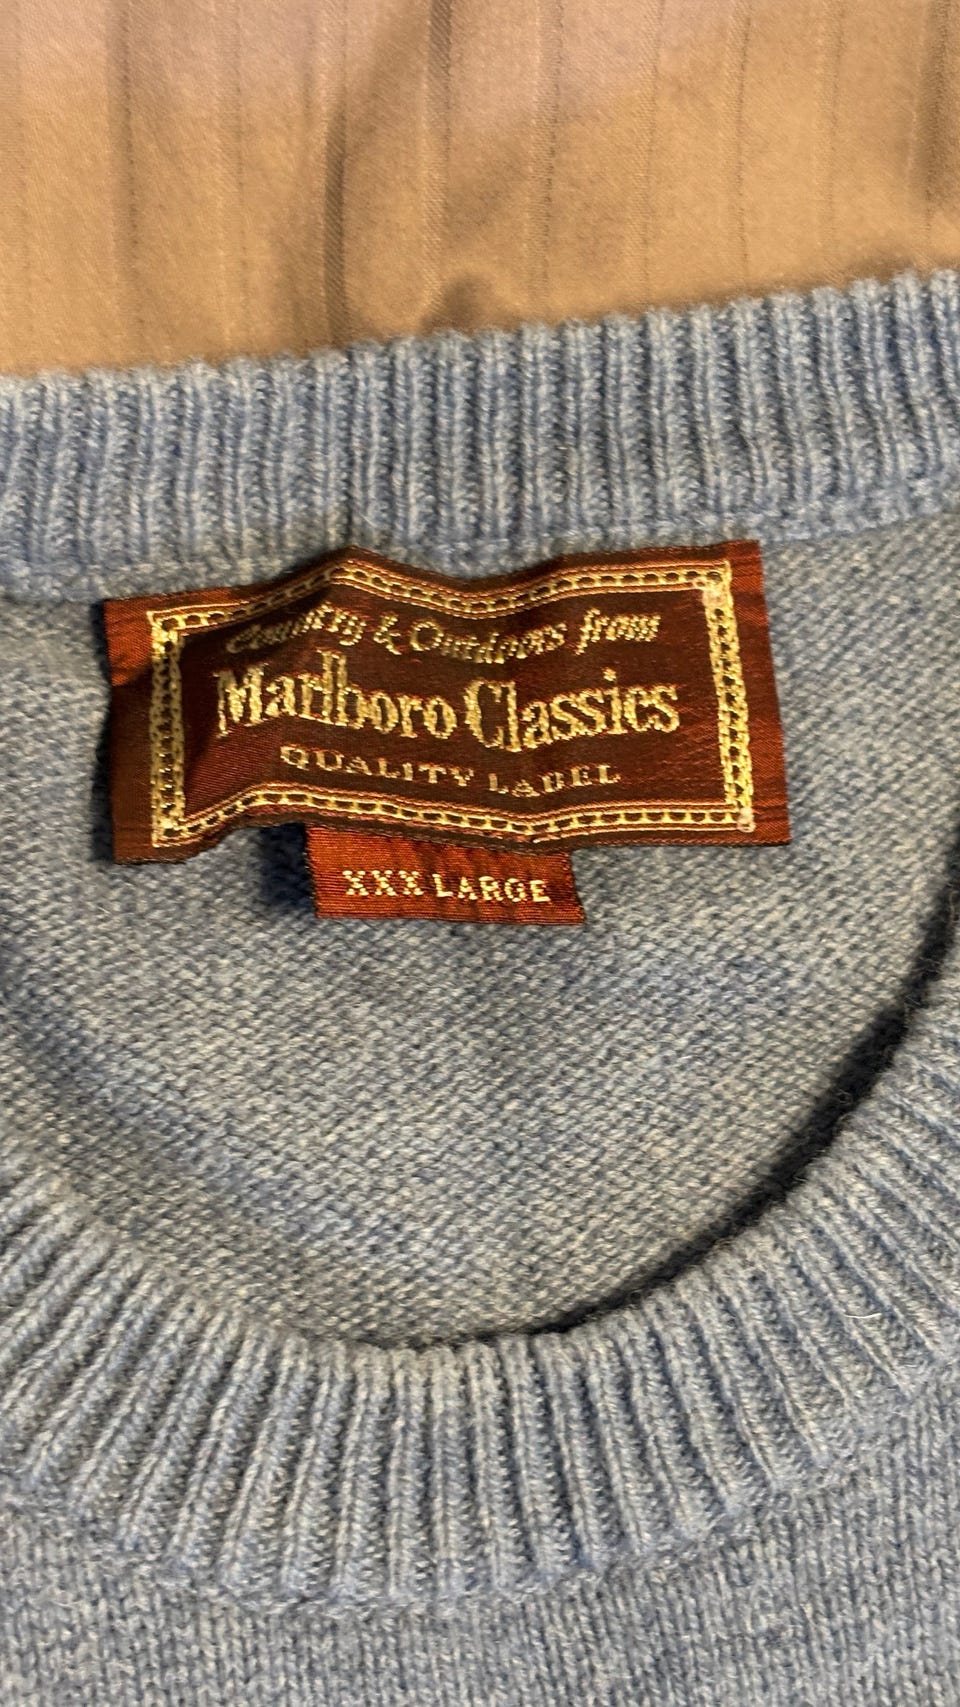 Country & Outdoors from
Marlboro Classics
QUALITY LABEL
XXX LARGE